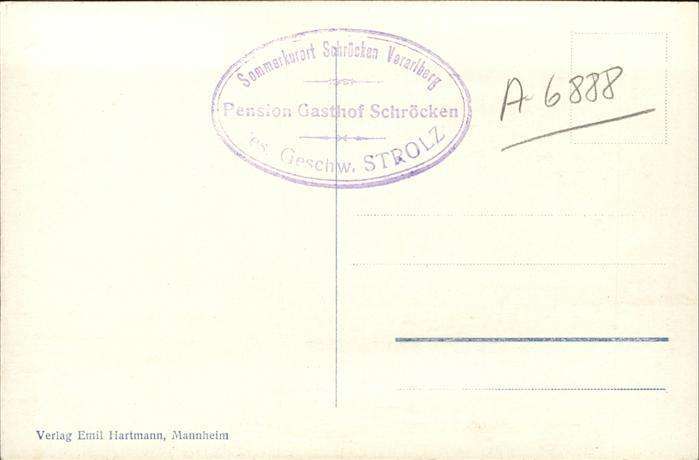 Sommerkurort Schröcken Vorarlberg
Pension Gasthof Schröcken
Geschw. STROLZ
A-6888
Verlag Emil Hartmann, Mannheim